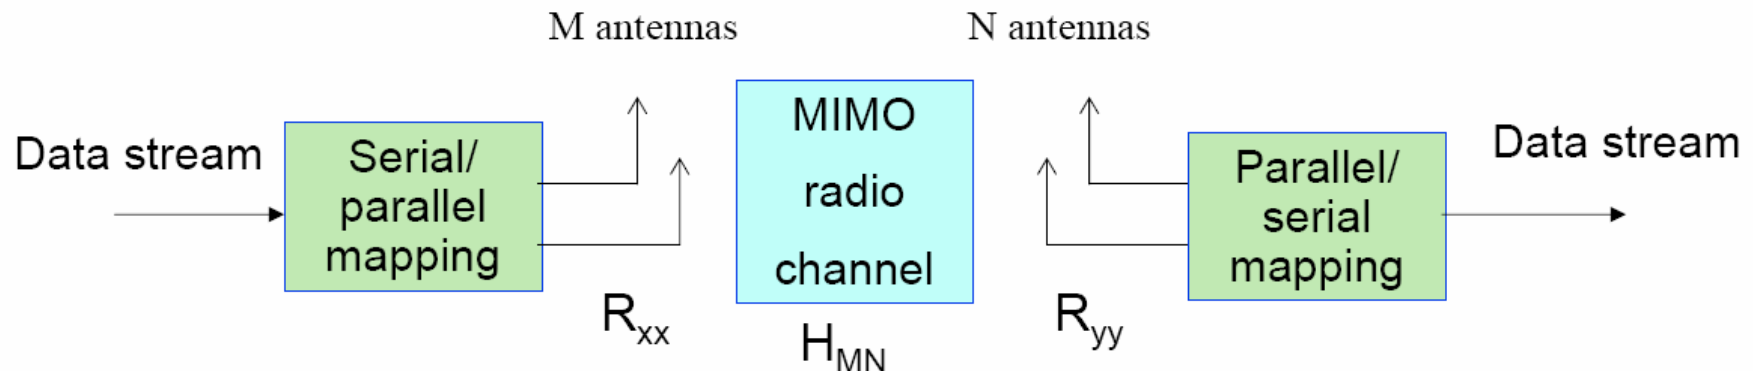 M antennas
N antennas
Data stream
Serial/
parallel
mapping
MIMO
radio
channel
Parallel/
serial
mapping
Data stream
Rxx
HMN
Ryy